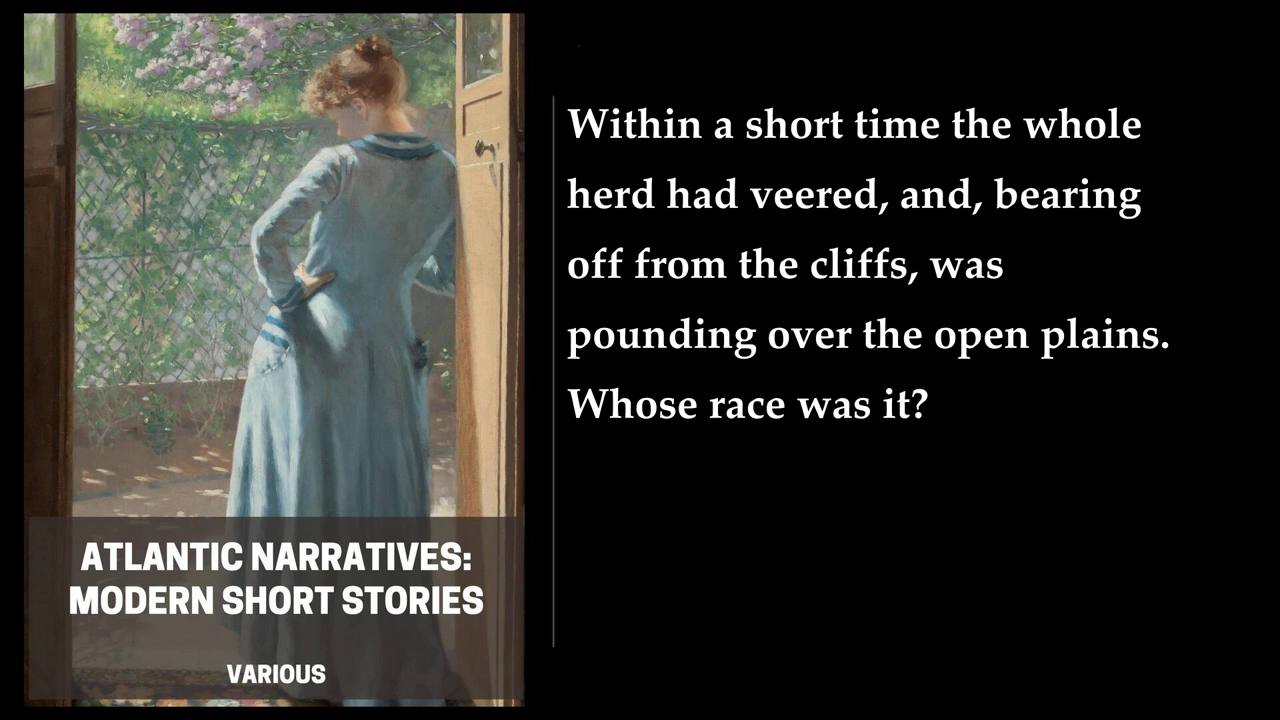 Within a short time the whole
herd had veered, and, bearing
off from the cliffs, was
pounding over the open plains.
Whose race was it?
ATLANTIC NARRATIVES:
MODERN SHORT STORIES
VARIOUS